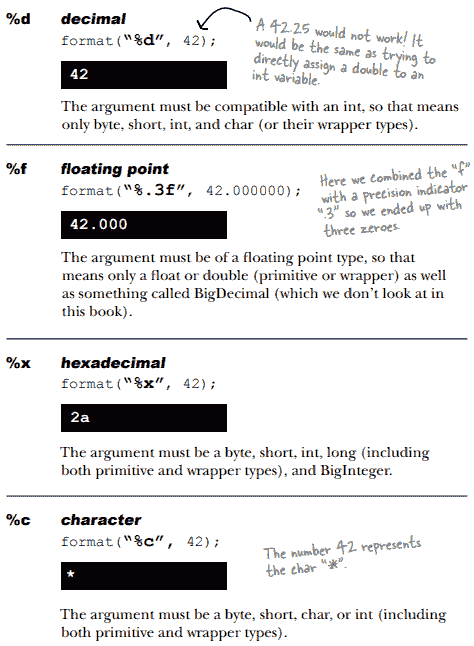 %d decimal
format("%d", 42);
A 42.25 would not work! It
would be the same as trying to
directly assign a double to an
int variable.
42
The argument must be compatible with an int, so that means
only byte, short, int, and char (or their wrapper types).
%f floating point
format("%.3f", 42.000000);
Here we combined the "f"
with a precision indicator
".3" so we ended up with
three zeroes.
42.000
The argument must be of a floating point type, so that
means only a float or double (primitive or wrapper) as well
as something called BigDecimal (which we don't look at in
this book).
%x hexadecimal
format("%x", 42);
2a
The argument must be a byte, short, int, long (including
both primitive and wrapper types), and BigInteger.
%c character
format("%c", 42);
The number 42 represents
the char "*".
*
The argument must be a byte, short, char, or int (including
both primitive and wrapper types).